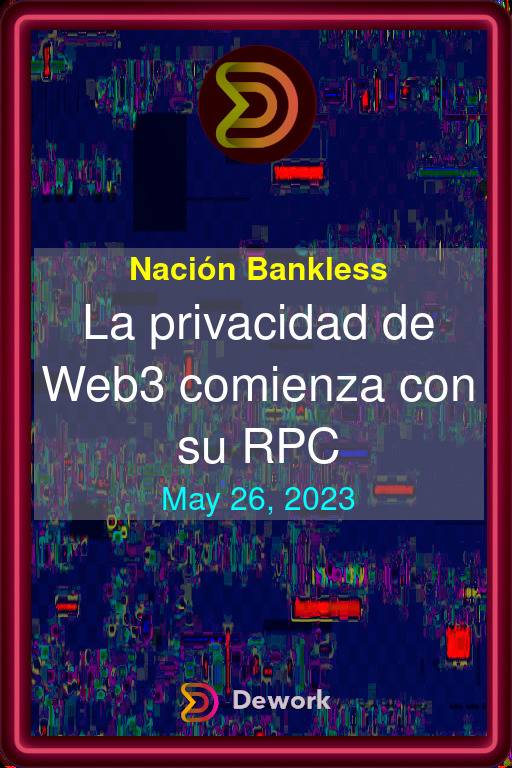 Nación Bankless
La privacidad de
Web3 comienza con
su RPC
May 26, 2023
Dework